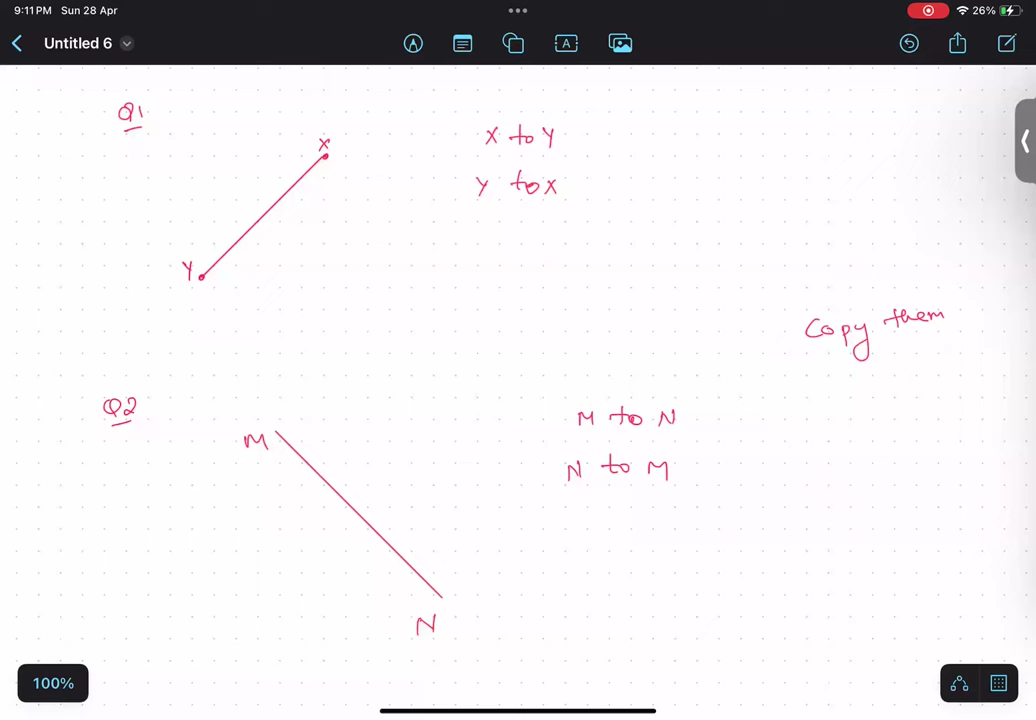 9:11 PM Sun 28 Apr
26%
Untitled 6
A
Q1
X
X to Y
Y to X
Y
Copy them
Q2
M
M to N
N to M
N
100%